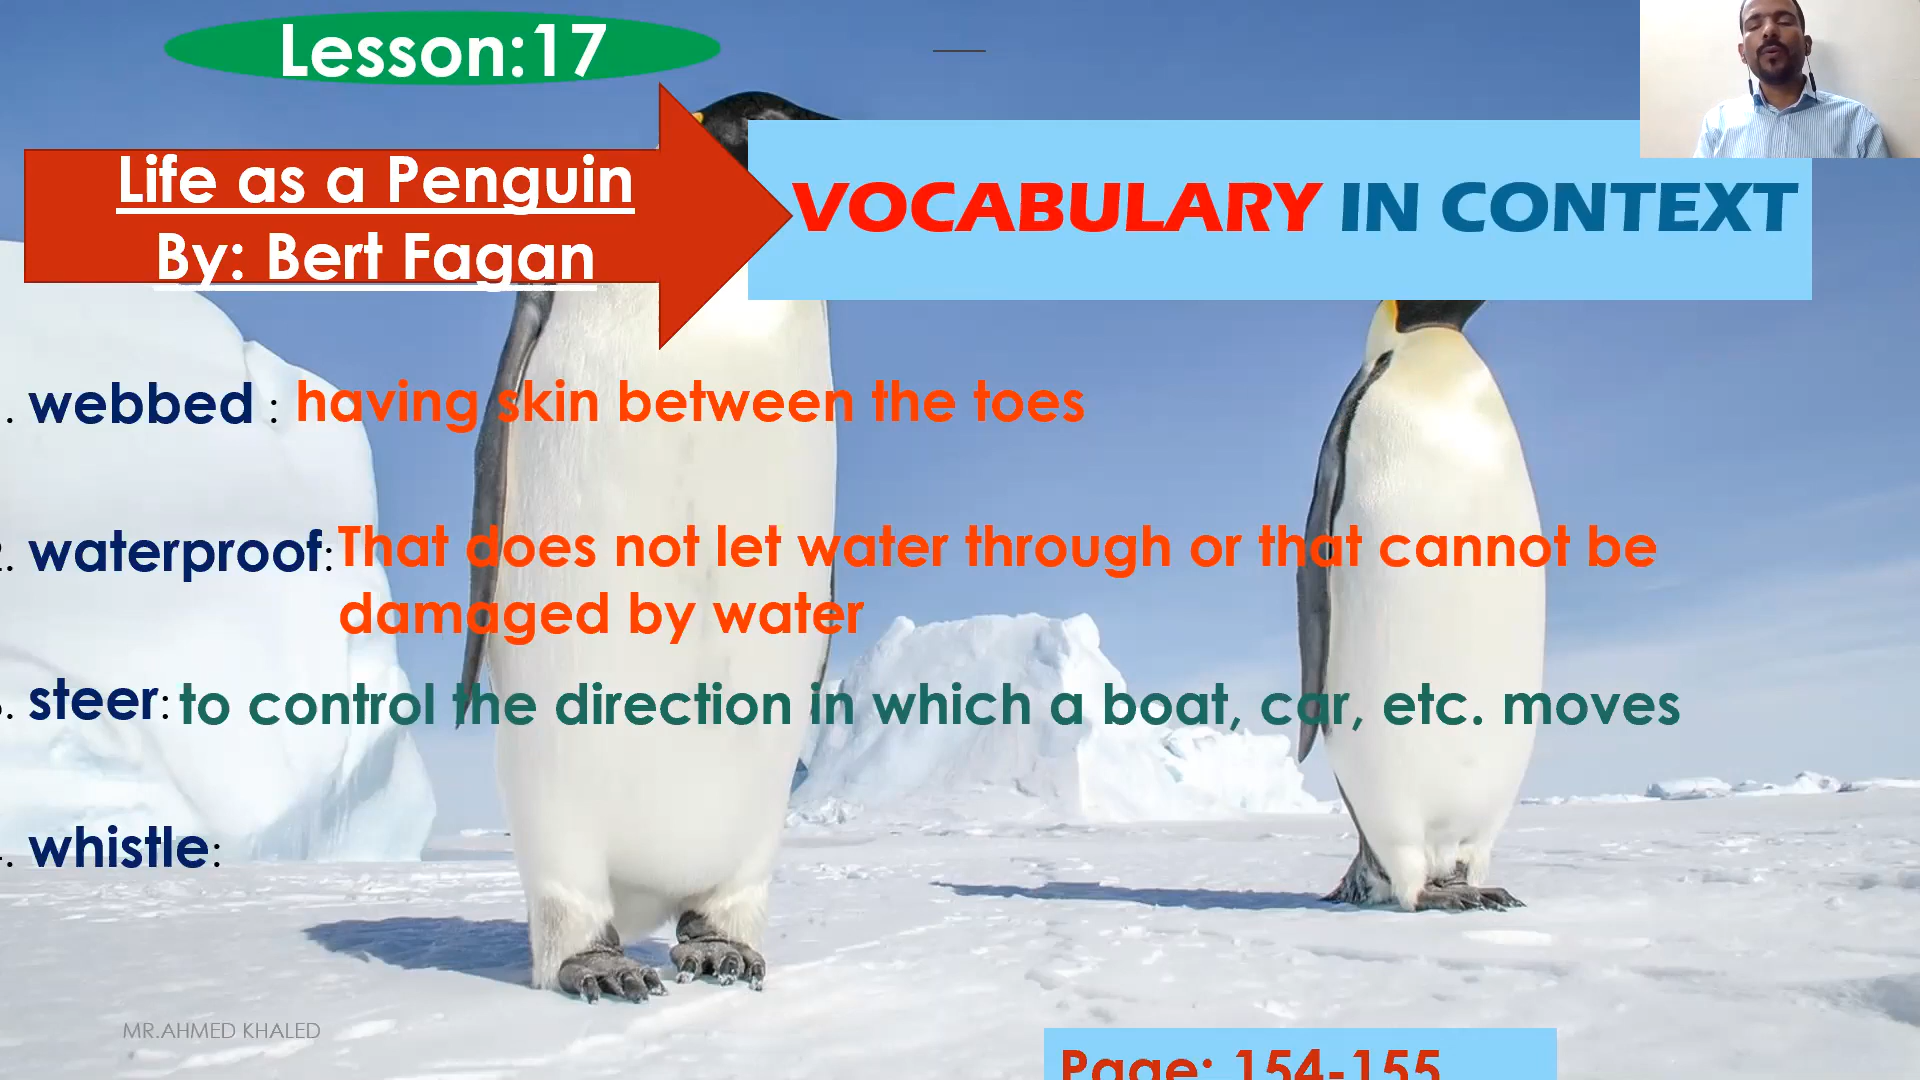 Lesson:17
Life as a Penguin
By: Bert Fagan
VOCABULARY IN CONTEXT
. webbed : having skin between the toes
2. waterproof:That does not let water through or that cannot be
damaged by water
. steer: to control the direction in which a boat, car, etc. moves
. whistle:
MR.AHMED KHALED
Page: 154-155